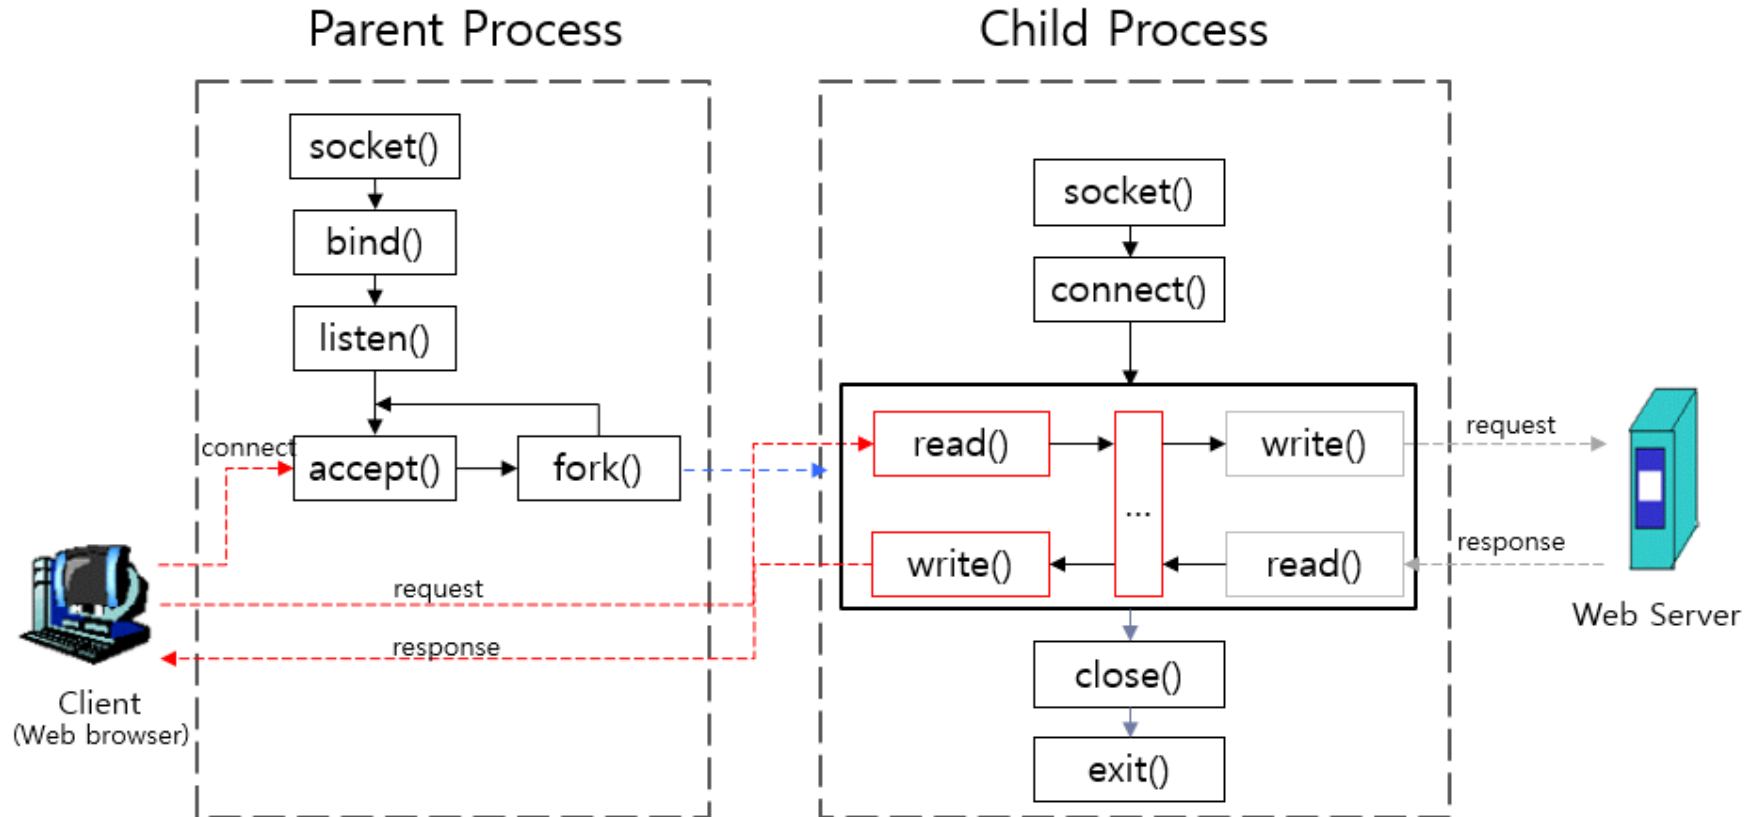 Parent Process
Child Process
socket()
bind()
listen()
connect
accept()
fork()
request
response
Client
(Web browser)
socket()
connect()
read()
write()
...
write()
read()
close()
exit()
request
response
Web Server